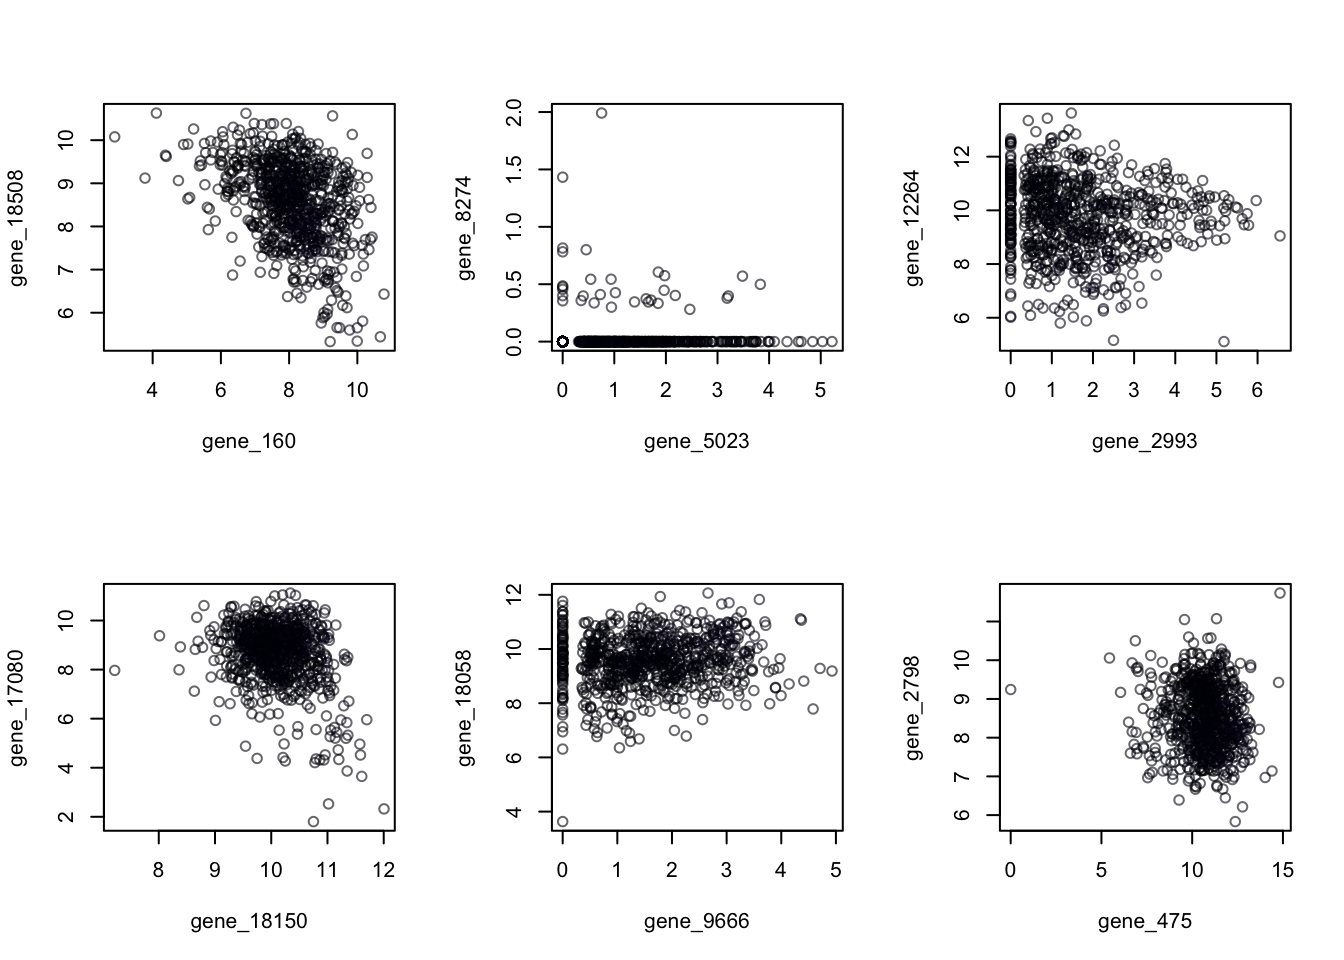 gene_18508
10
9
8
7
6
4 6 8 10
gene_160
gene_8274
2.0
1.5
1.0
0.5
0.0
0 1 2 3 4 5
gene_5023
gene_12264
12
10
8
6
0 1 2 3 4 5 6
gene_2993
gene_17080
10
8
6
4
2
8 9 10 11 12
gene_18150
gene_18058
12
10
8
6
4
0 1 2 3 4 5
gene_9666
gene_2798
10
9
8
7
6
0 5 10 15
gene_475